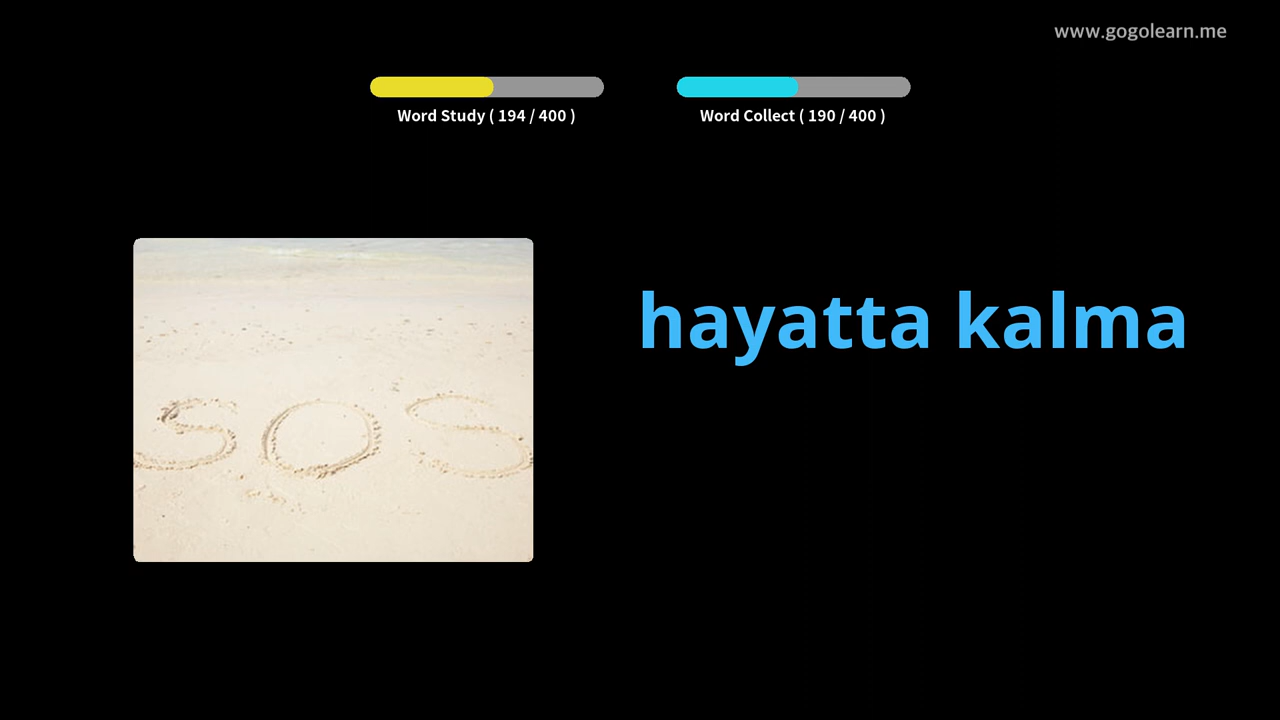 www.gogolearn.me
Word Study ( 194 / 400 )
Word Collect ( 190 / 400 )
hayatta kalma
SOS